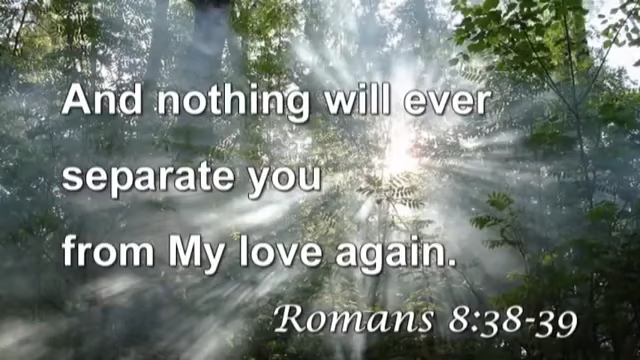 And nothing will ever
separate you
from My love again.
Romans 8:38-39